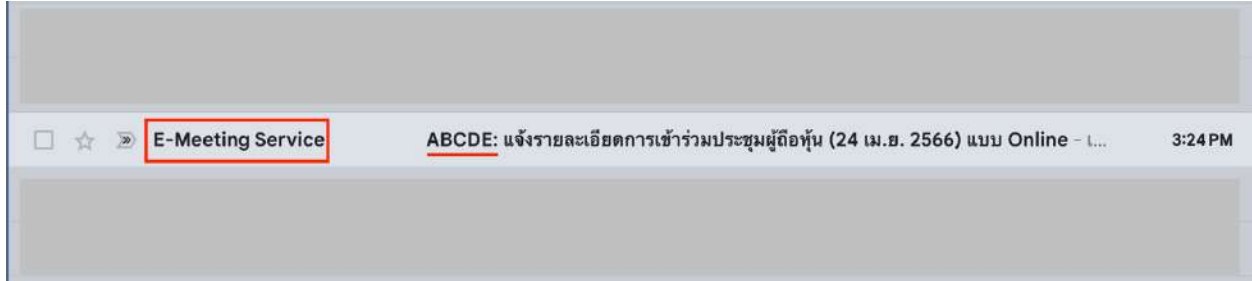 E-Meeting Service ABCDE: แจ้งรายละเอียดการเข้าร่วมประชุมผู้ถือหุ้น (24 เม.ย. 2566) แบบ Online - เ... 3:24 PM